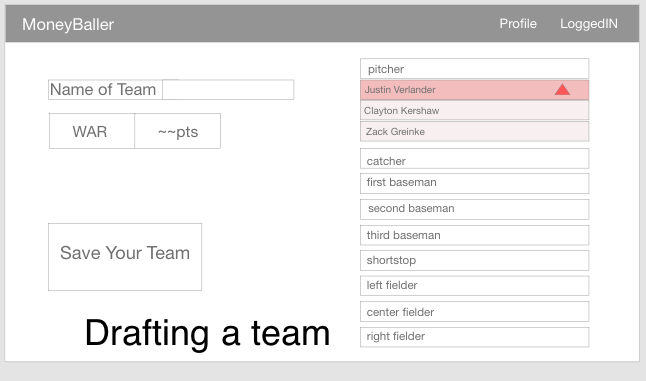 MoneyBaller
Profile
LoggedIN
Name of Team
WAR
~~pts
Save Your Team
Drafting a team
pitcher
Justin Verlander
Clayton Kershaw
Zack Greinke
catcher
first baseman
second baseman
third baseman
shortstop
left fielder
center fielder
right fielder